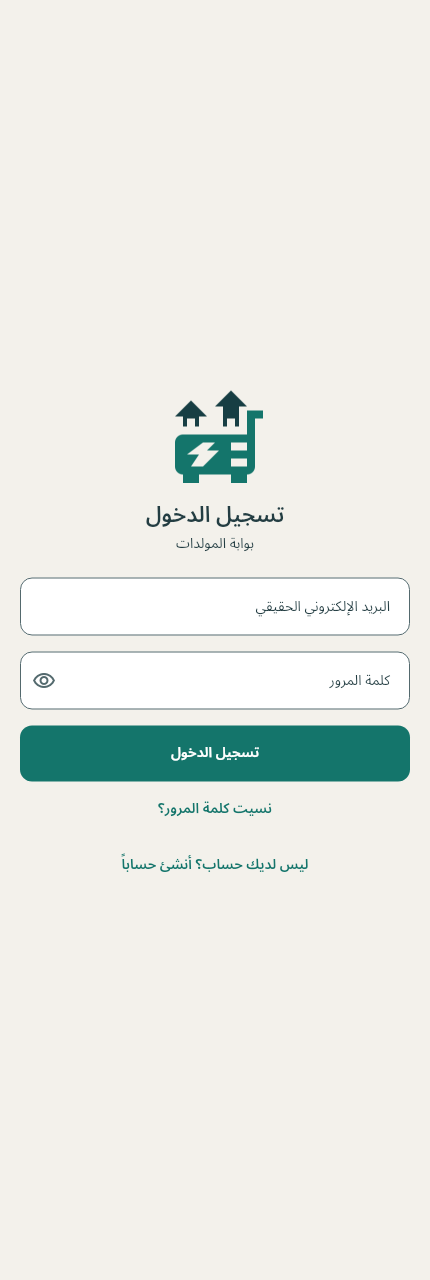 تسجيل الدخول
بوابة المولدات
البريد الإلكتروني الحقيقي
كلمة المرور
تسجيل الدخول
نسيت كلمة المرور؟
ليس لديك حساب؟ أنشئ حساباً